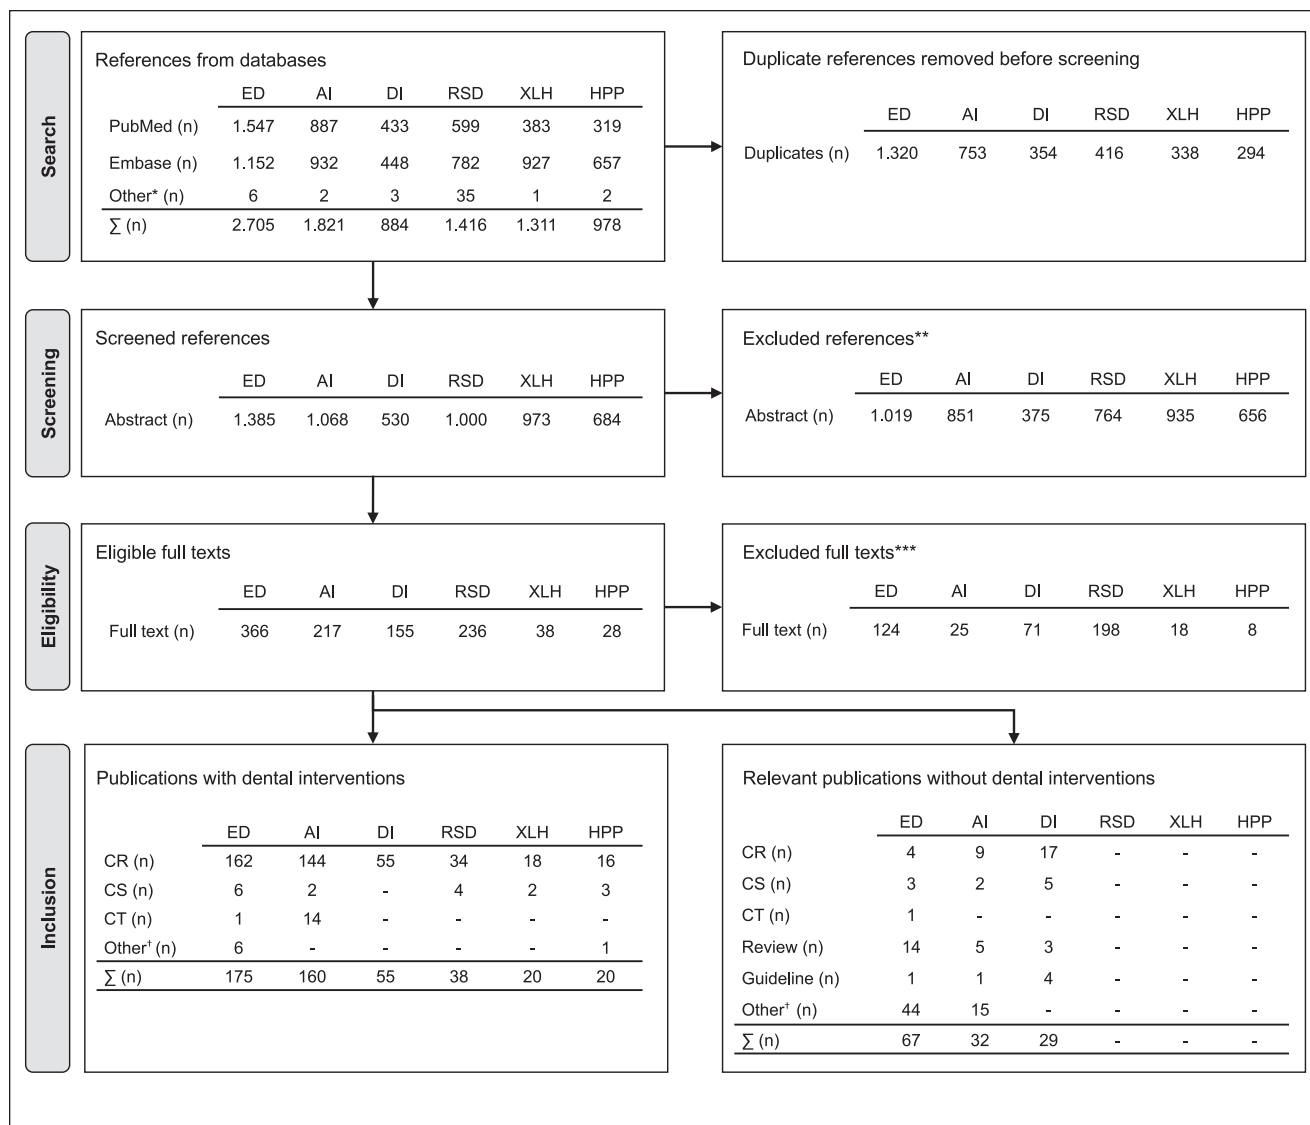 Search
References from databases
ED AI DI RSD XLH HPP
PubMed (n) 1.547 887 433 599 383 319
Embase (n) 1.152 932 448 782 927 657
Other* (n) 6 2 3 35 1 2
∑ (n) 2.705 1.821 884 1.416 1.311 978
Duplicate references removed before screening
ED AI DI RSD XLH HPP
Duplicates (n) 1.320 753 354 416 338 294
Screening
Screened references
ED AI DI RSD XLH HPP
Abstract (n) 1.385 1.068 530 1.000 973 684
Excluded references**
ED AI DI RSD XLH HPP
Abstract (n) 1.019 851 375 764 935 656
Eligibility
Eligible full texts
ED AI DI RSD XLH HPP
Full text (n) 366 217 155 236 38 28
Excluded full texts***
ED AI DI RSD XLH HPP
Full text (n) 124 25 71 198 18 8
Inclusion
Publications with dental interventions
ED AI DI RSD XLH HPP
CR (n) 162 144 55 34 18 16
CS (n) 6 2 - 4 2 3
CT (n) 1 14 - - - -
Other† (n) 6 - - - - 1
∑ (n) 175 160 55 38 20 20
Relevant publications without dental interventions
ED AI DI RSD XLH HPP
CR (n) 4 9 17 - - -
CS (n) 3 2 5 - - -
CT (n) 1 - - - - -
Review (n) 14 5 3 - - -
Guideline (n) 1 1 4 - - -
Other† (n) 44 15 - - - -
∑ (n) 67 32 29 - - -